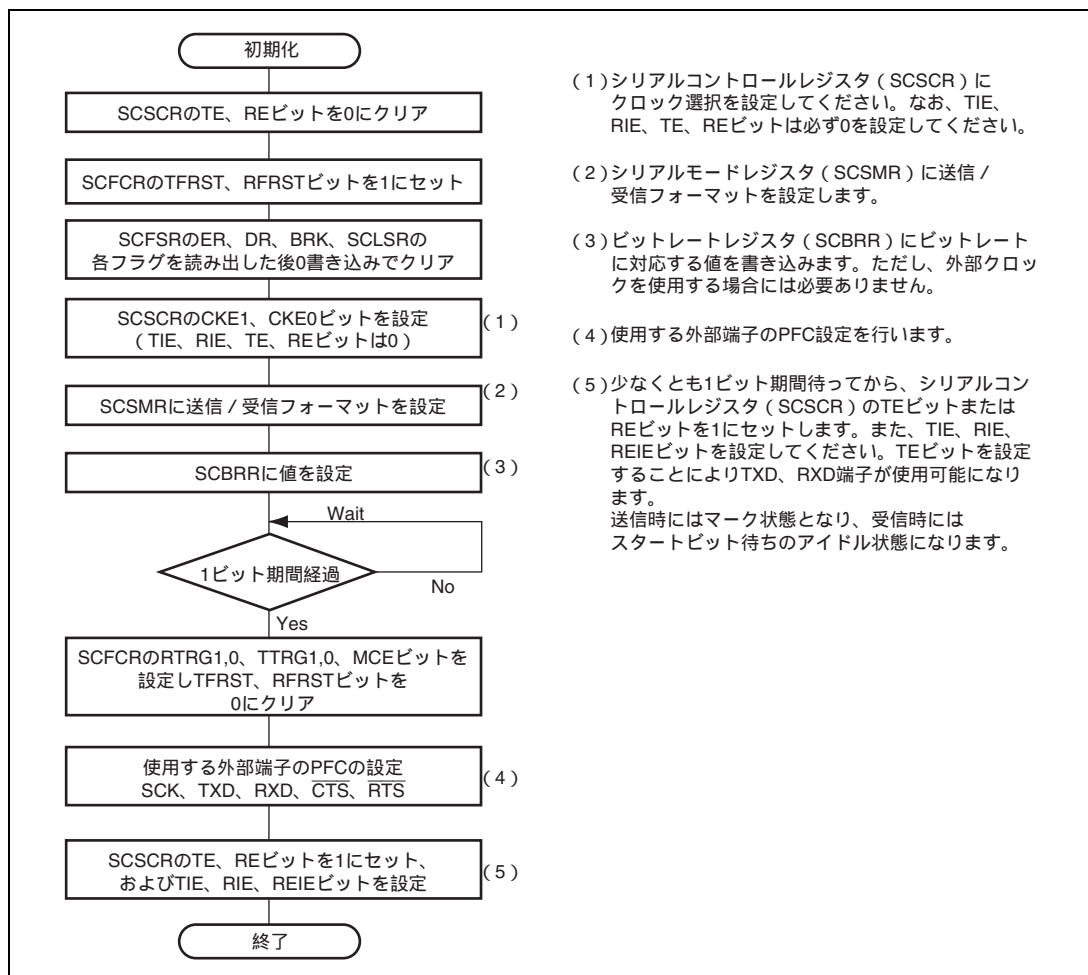 初期化
SCSCRのTE、REビットを0にクリア
SCFCRのTFRST、RFRSTビットを1にセット
SCFSRのER、DR、BRK、SCLSRの
各フラグを読み出した後0書き込みでクリア
SCSCRのCKE1、CKE0ビットを設定
（TIE、RIE、TE、REビットは0）
（1）
SCSMRに送信／受信フォーマットを設定
（2）
SCBRRに値を設定
（3）
Wait
1ビット期間経過
No
Yes
SCFCRのRTRG1,0、TTRG1,0、MCEビットを
設定しTFRST、RFRSTビットを
0にクリア
使用する外部端子のPFCの設定
SCK、TXD、RXD、C̅T̅S̅、R̅T̅S̅
（4）
SCSCRのTE、REビットを1にセット、
およびTIE、RIE、REIEビットを設定
（5）
終了
（1）シリアルコントロールレジスタ（SCSCR）に
クロック選択を設定してください。なお、TIE、
RIE、TE、REビットは必ず0を設定してください。
（2）シリアルモードレジスタ（SCSMR）に送信／
受信フォーマットを設定します。
（3）ビットレートレジスタ（SCBRR）にビットレート
に対応する値を書き込みます。ただし、外部クロッ
クを使用する場合には必要ありません。
（4）使用する外部端子のPFC設定を行います。
（5）少なくとも1ビット期間待ってから、シリアルコン
トロールレジスタ（SCSCR）のTEビットまたは
REビットを1にセットします。また、TIE、RIE、
REIEビットを設定してください。TEビットを設定
することによりTXD、RXD端子が使用可能になり
ます。
送信時にはマーク状態となり、受信時には
スタートビット待ちのアイドル状態になります。